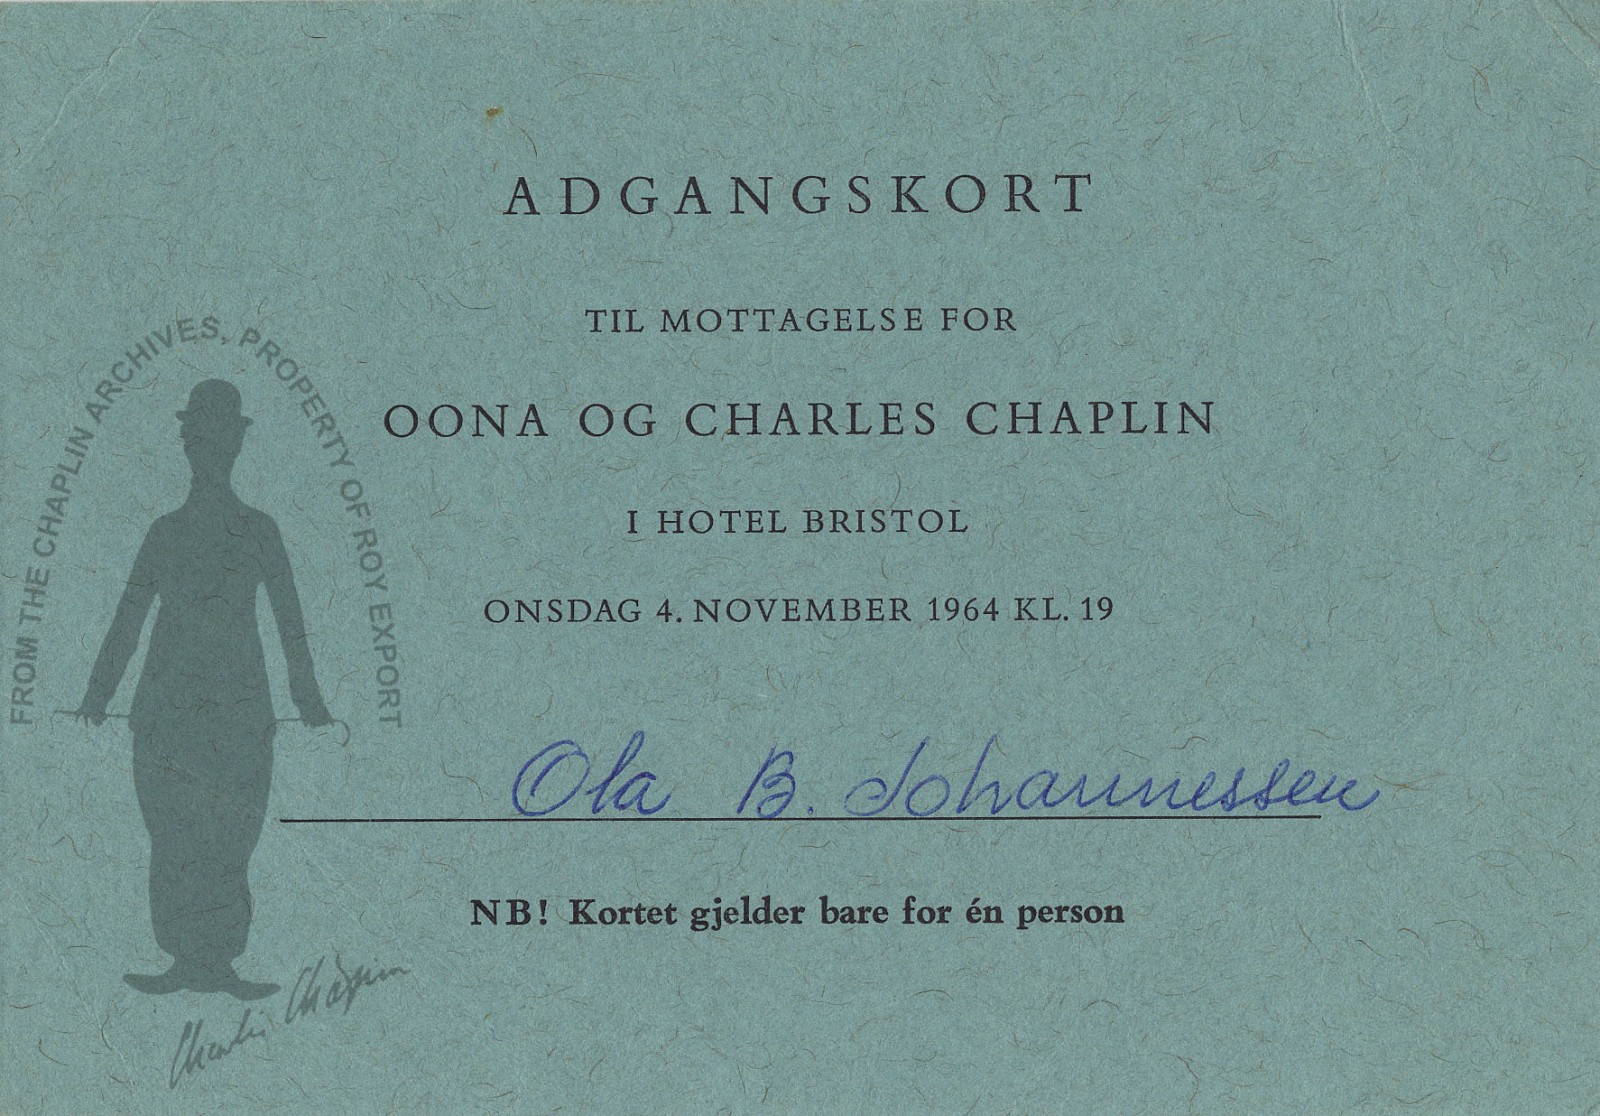 ADGANGSKORT
TIL MOTTAGELSE FOR
OONA OG CHARLES CHAPLIN
I HOTEL BRISTOL
ONSDAG 4. NOVEMBER 1964 KL. 19
Ola B. Johannessen
NB! Kortet gjelder bare for én person
FROM THE CHAPLIN ARCHIVES, PROPERTY OF ROY EXPORT
Charlie Chaplin